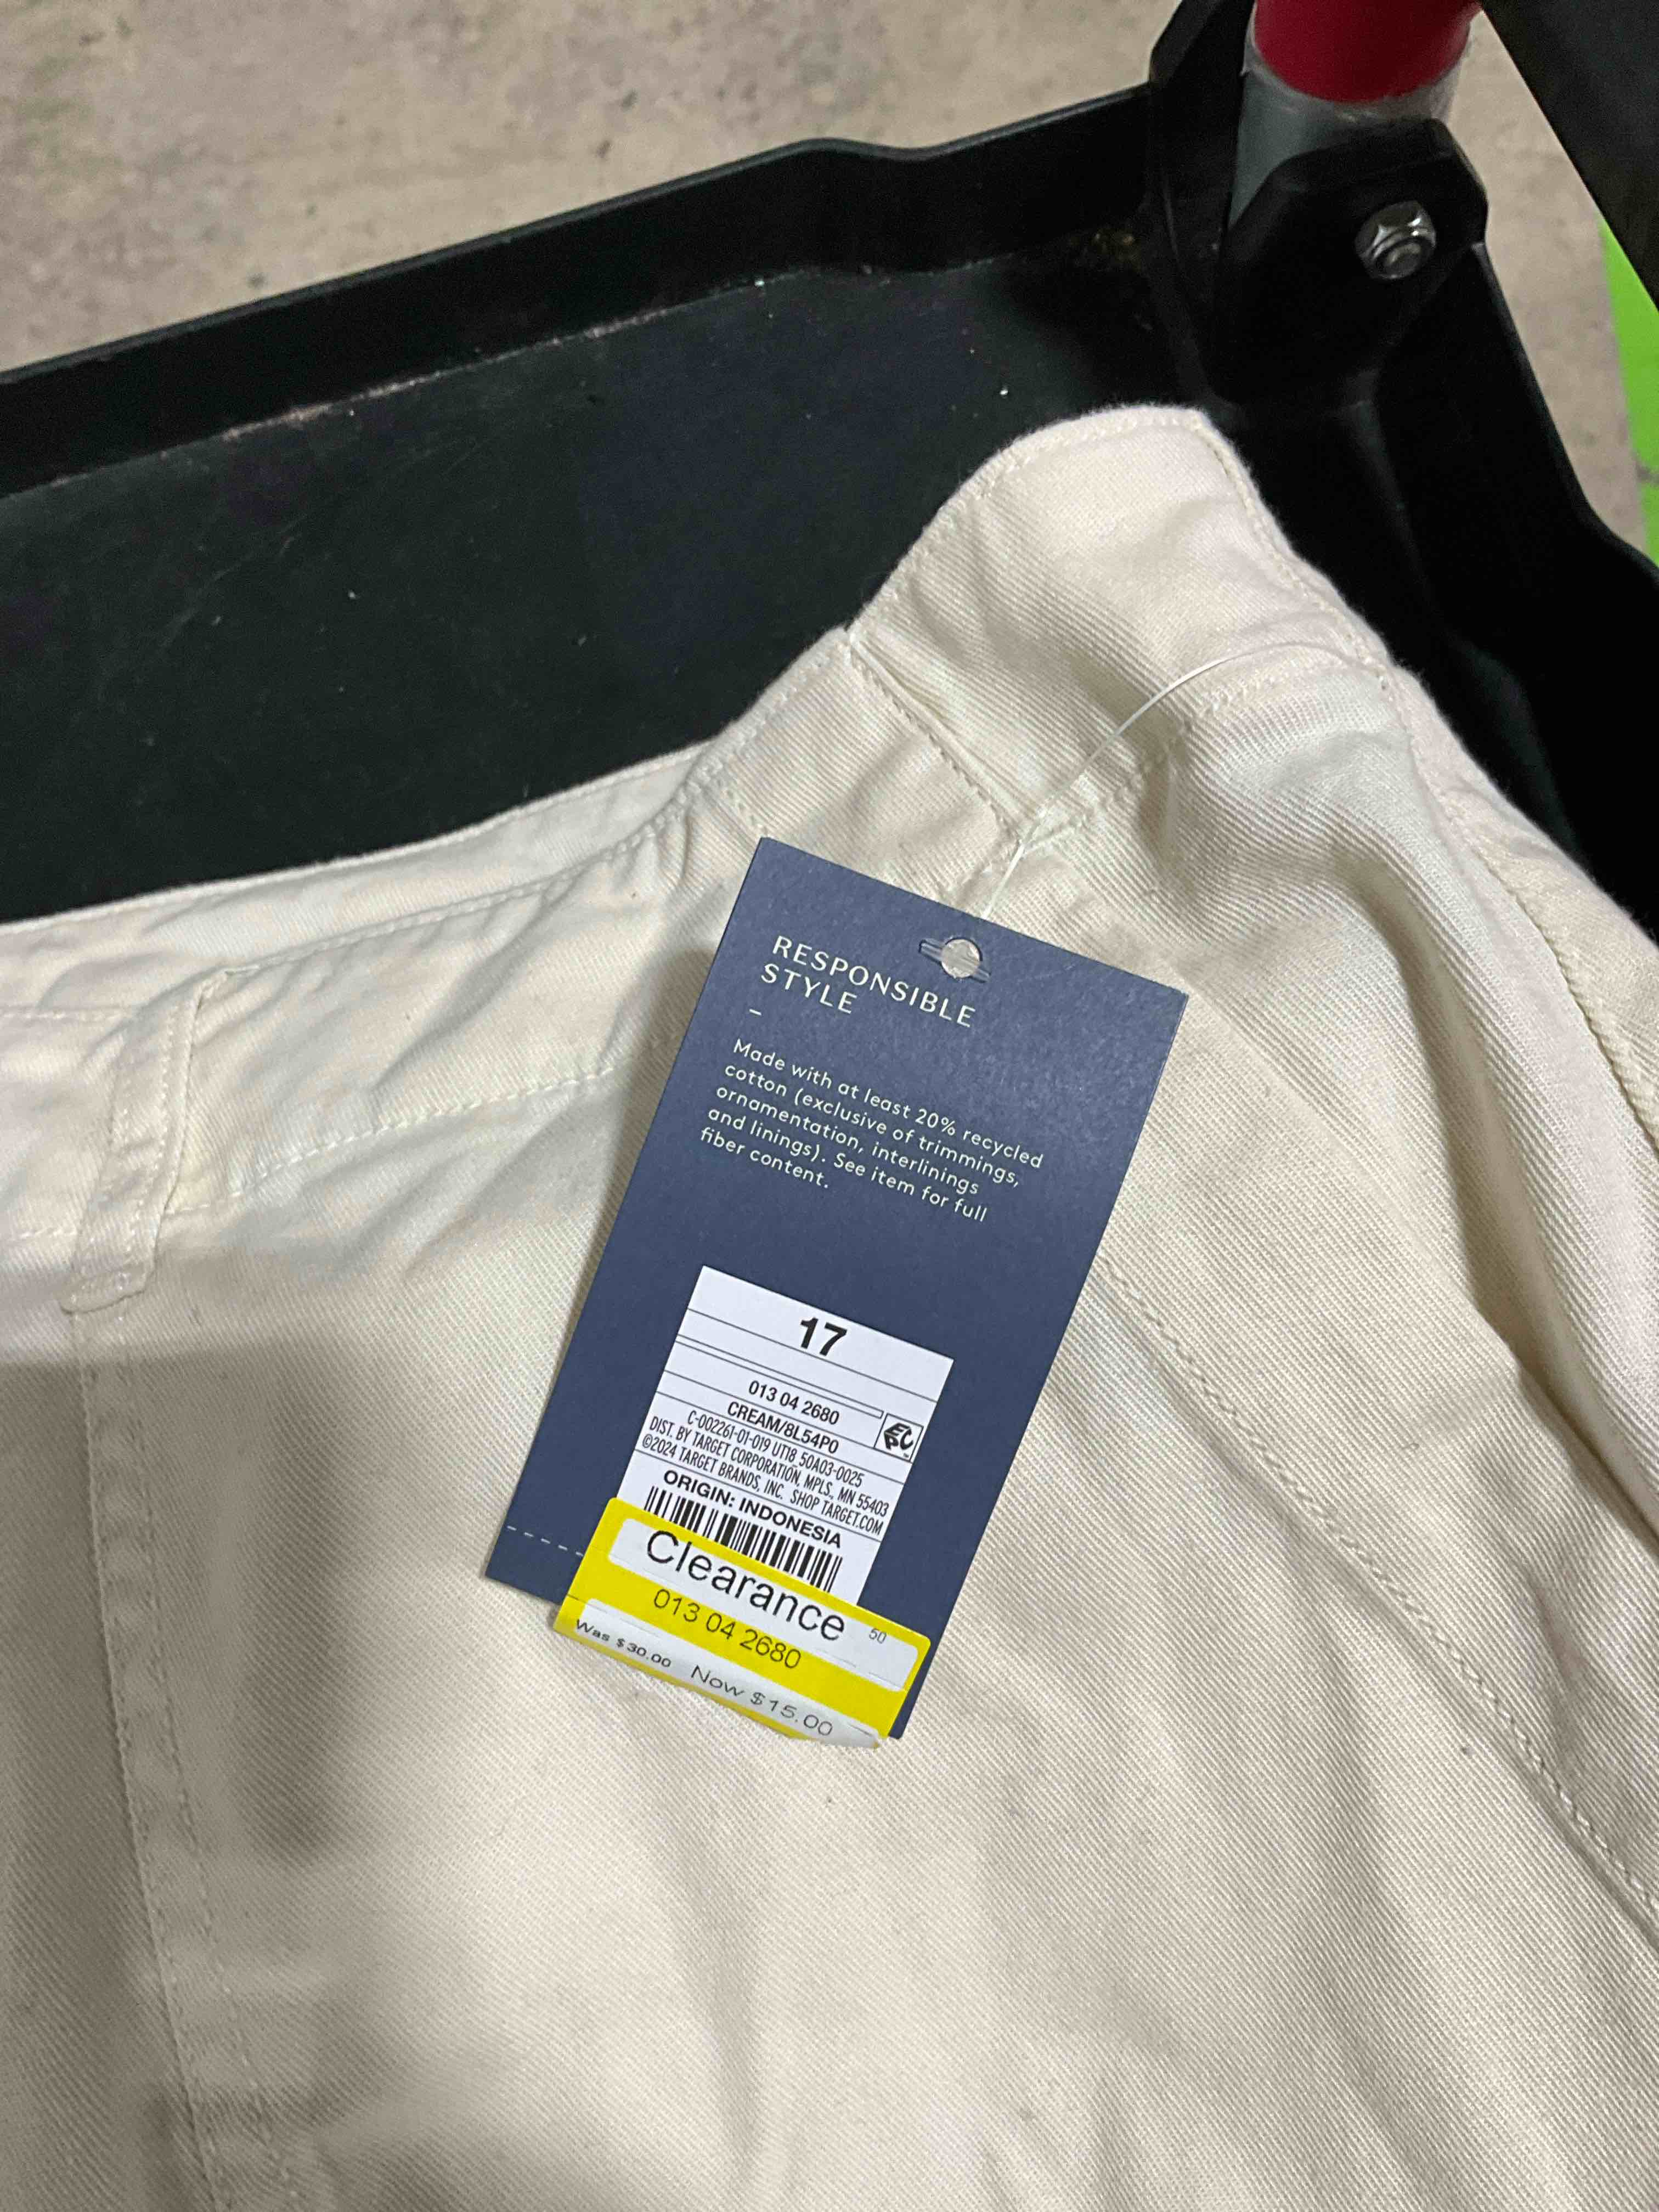 RESPONSIBLE
STYLE
–
Made with at least 20% recycled
cotton (exclusive of trimmings,
ornamentation, interlinings
and linings). See item for full
fiber content.
17
013 04 2680
CREAM/8L54P0
C-002261-01-019 UT18 50A03-0025
DIST. BY TARGET CORPORATION, MPLS., MN 55403
©2024 TARGET BRANDS, INC. SHOP TARGET.COM
ORIGIN: INDONESIA
Clearance 50
013 04 2680
Was $30.00 Now $15.00